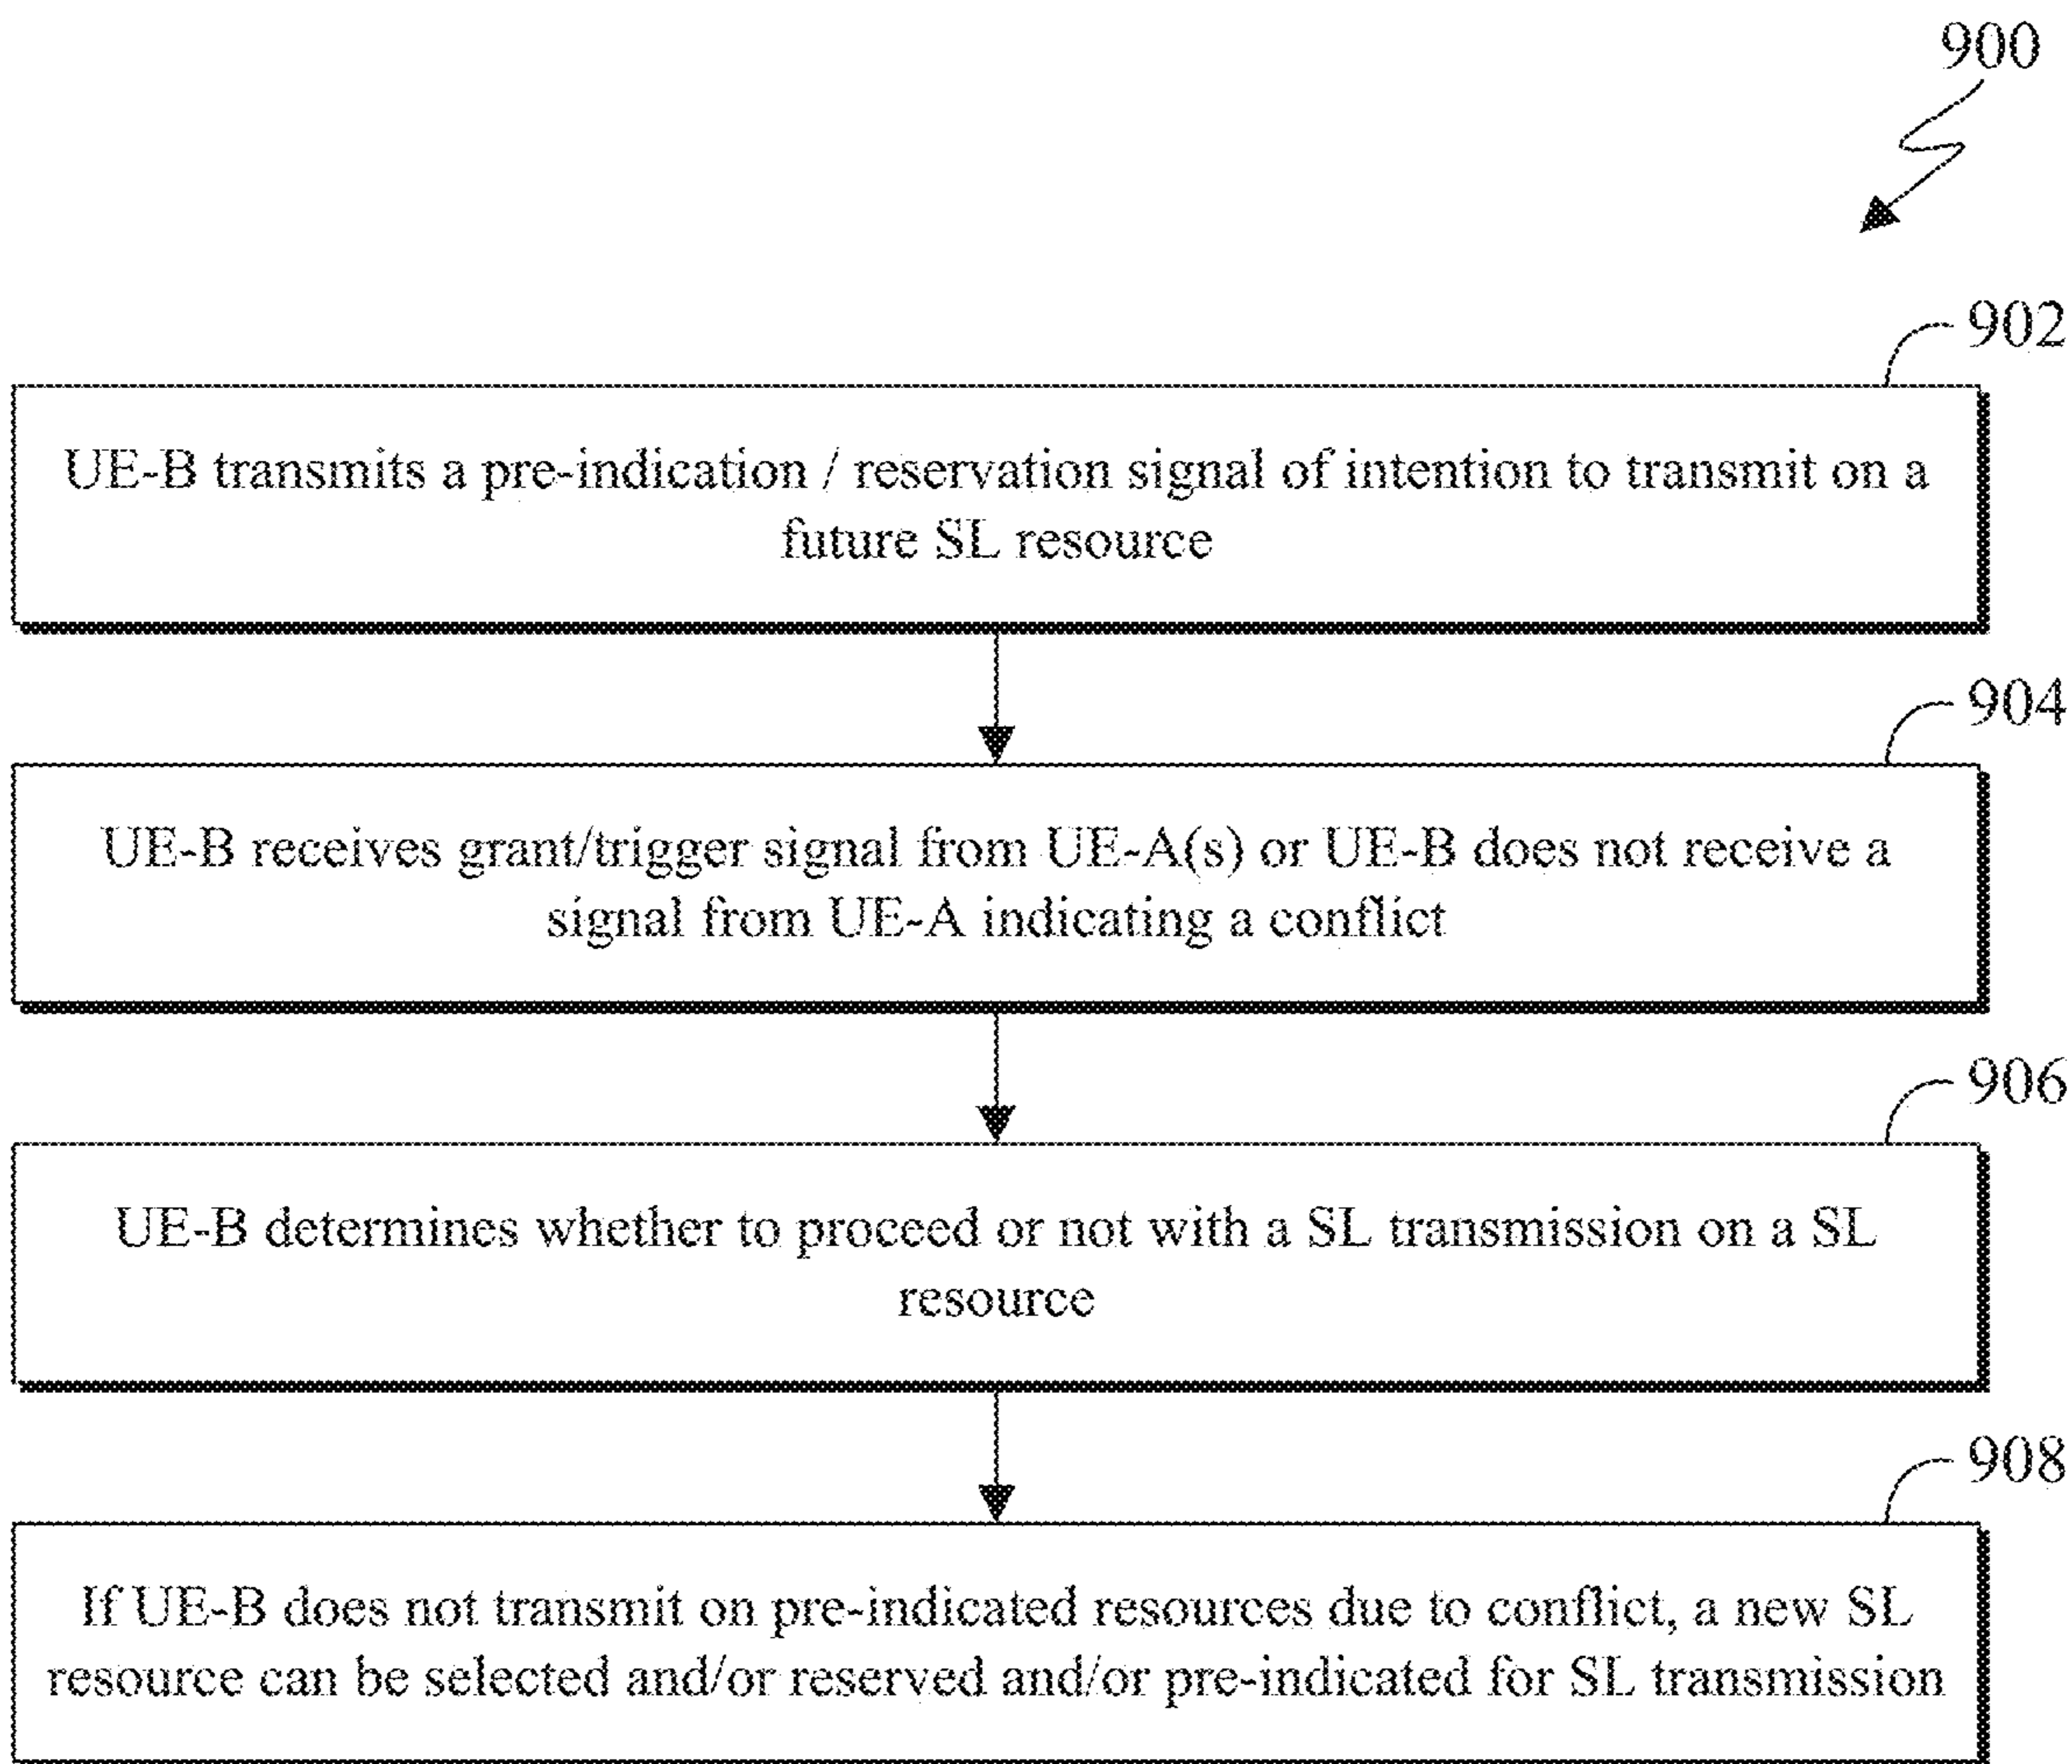 900
902
UE-B transmits a pre-indication / reservation signal of intention to transmit on a
future SL resource
904
UE-B receives grant/trigger signal from UE-A(s) or UE-B does not receive a
signal from UE-A indicating a conflict
906
UE-B determines whether to proceed or not with a SL transmission on a SL
resource
908
If UE-B does not transmit on pre-indicated resources due to conflict, a new SL
resource can be selected and/or reserved and/or pre-indicated for SL transmission